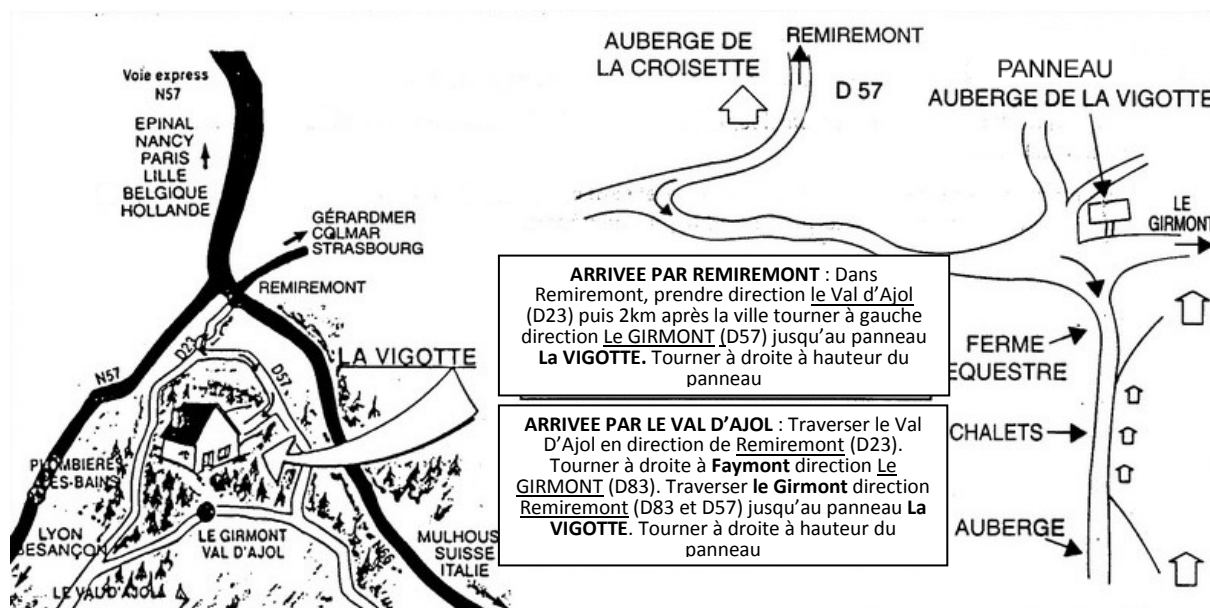 Voie express
N57
EPINAL
NANCY
PARIS
LILLE
BELGIQUE
HOLLANDE
GÉRARDMER
COLMAR
STRASBOURG
REMIREMONT
D23
D57
N57
LA VIGOTTE
PLOMBIERES
LES-BAINS
LYON
BESANÇON
LE GIRMONT
VAL D'AJOL
LE VAL D'AJOL
N66
MULHOUSE
SUISSE
ITALIE
AUBERGE DE
LA CROISETTE
REMIREMONT
D 57
PANNEAU
AUBERGE DE LA VIGOTTE
LE
GIRMONT
FERME
EQUESTRE
CHALETS
AUBERGE
ARRIVEE PAR REMIREMONT : Dans
Remiremont, prendre direction le Val d'Ajol
(D23) puis 2km après la ville tourner à gauche
direction Le GIRMONT (D57) jusqu'au panneau
La VIGOTTE. Tourner à droite à hauteur du
panneau
ARRIVEE PAR LE VAL D'AJOL : Traverser le Val
D'Ajol en direction de Remiremont (D23).
Tourner à droite à Faymont direction Le
GIRMONT (D83). Traverser le Girmont direction
Remiremont (D83 et D57) jusqu'au panneau La
VIGOTTE. Tourner à droite à hauteur du
panneau